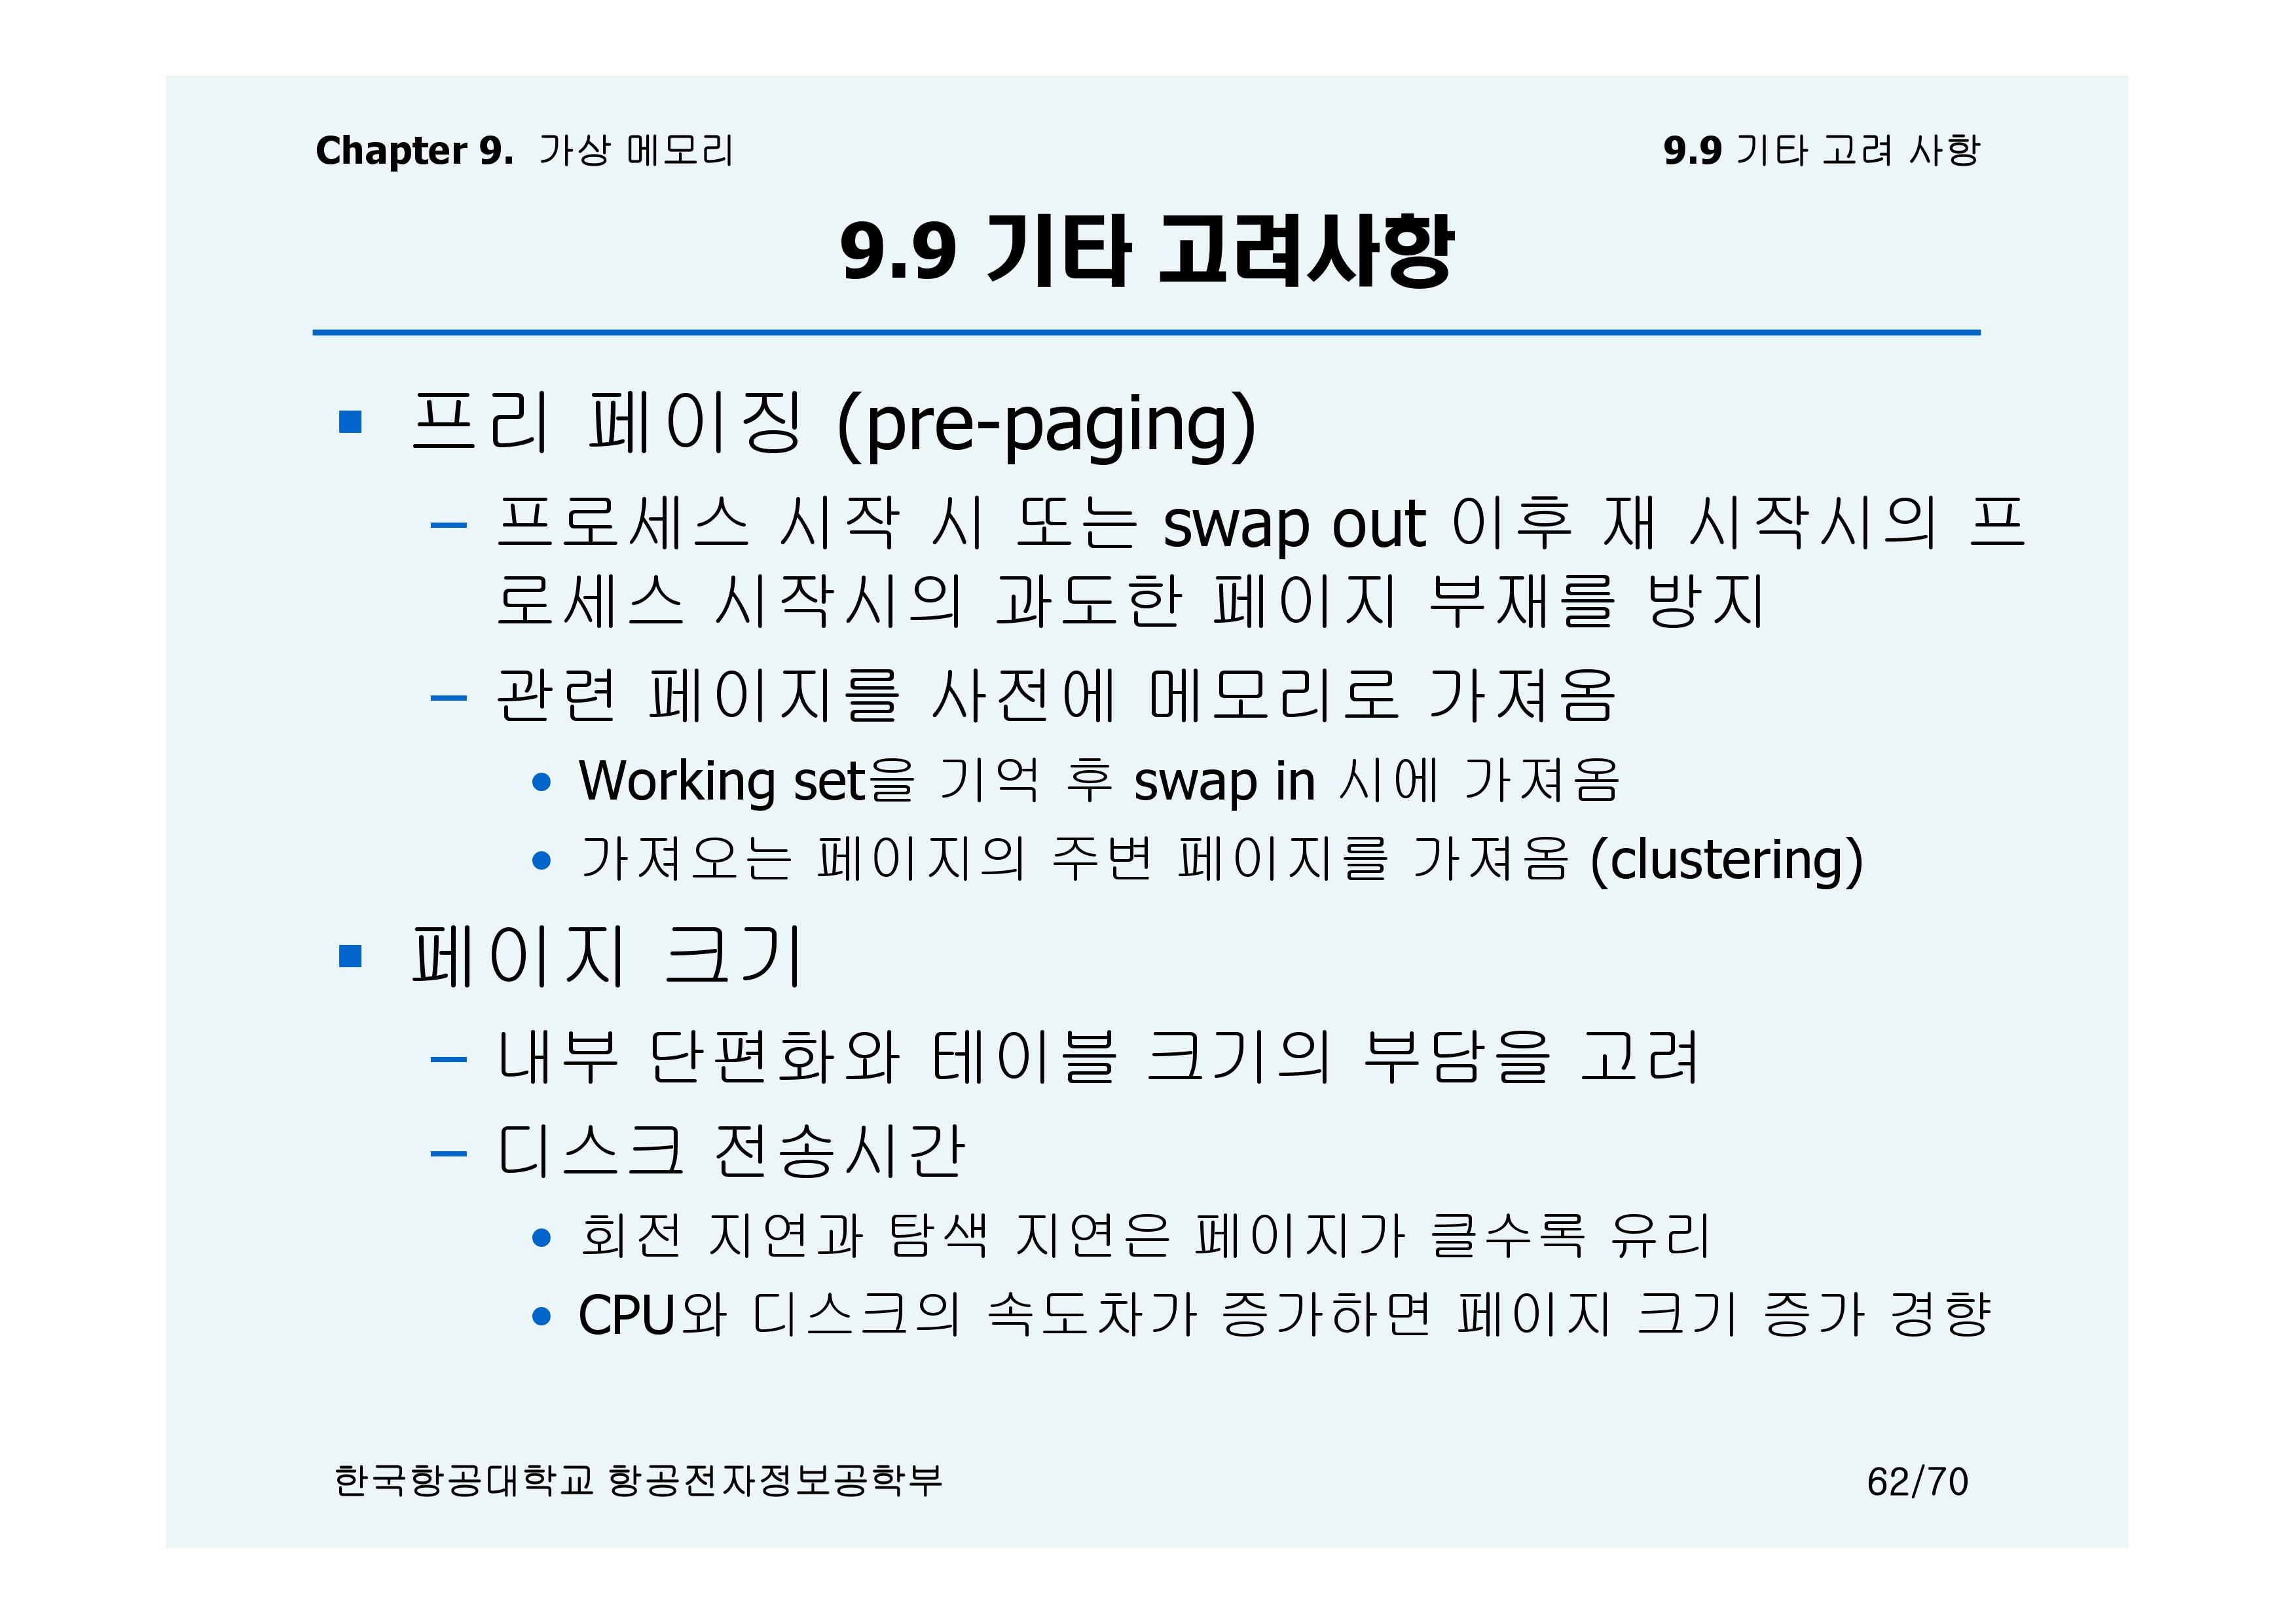 Chapter 9. 가상 메모리
9.9 기타 고려 사항
9.9 기타 고려사항
프리 페이징 (pre-paging)
프로세스 시작 시 또는 swap out 이후 재 시작시의 프
로세스 시작시의 과도한 페이지 부재를 방지
관련 페이지를 사전에 메모리로 가져옴
Working set을 기억 후 swap in 시에 가져옴
가져오는 페이지의 주변 페이지를 가져옴 (clustering)
페이지 크기
내부 단편화와 테이블 크기의 부담을 고려
디스크 전송시간
회전 지연과 탐색 지연은 페이지가 클수록 유리
CPU와 디스크의 속도차가 증가하면 페이지 크기 증가 경향
한국항공대학교 항공전자정보공학부
62/70